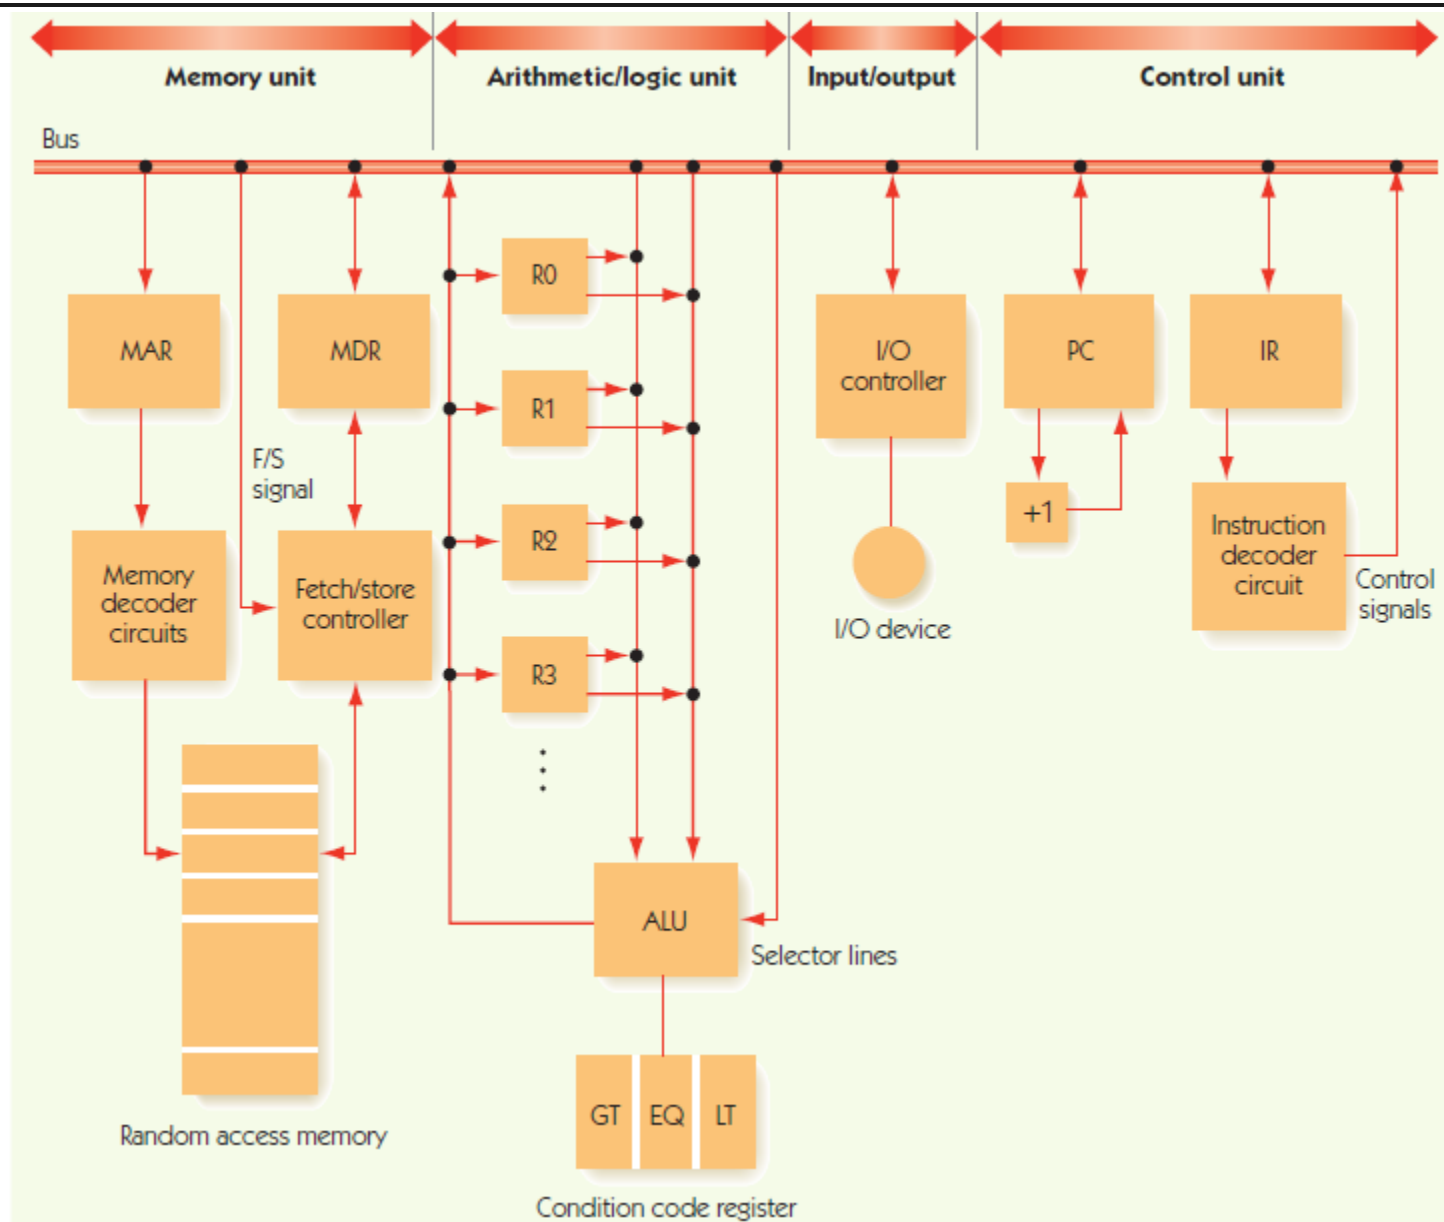 Memory unit
Arithmetic/logic unit
Input/output
Control unit
Bus
MAR
MDR
F/S
signal
Memory
decoder
circuits
Fetch/store
controller
Random access memory
R0
R1
R2
R3
ALU
Selector lines
GT
EQ
LT
Condition code register
I/O
controller
I/O device
PC
+1
IR
Instruction
decoder
circuit
Control
signals